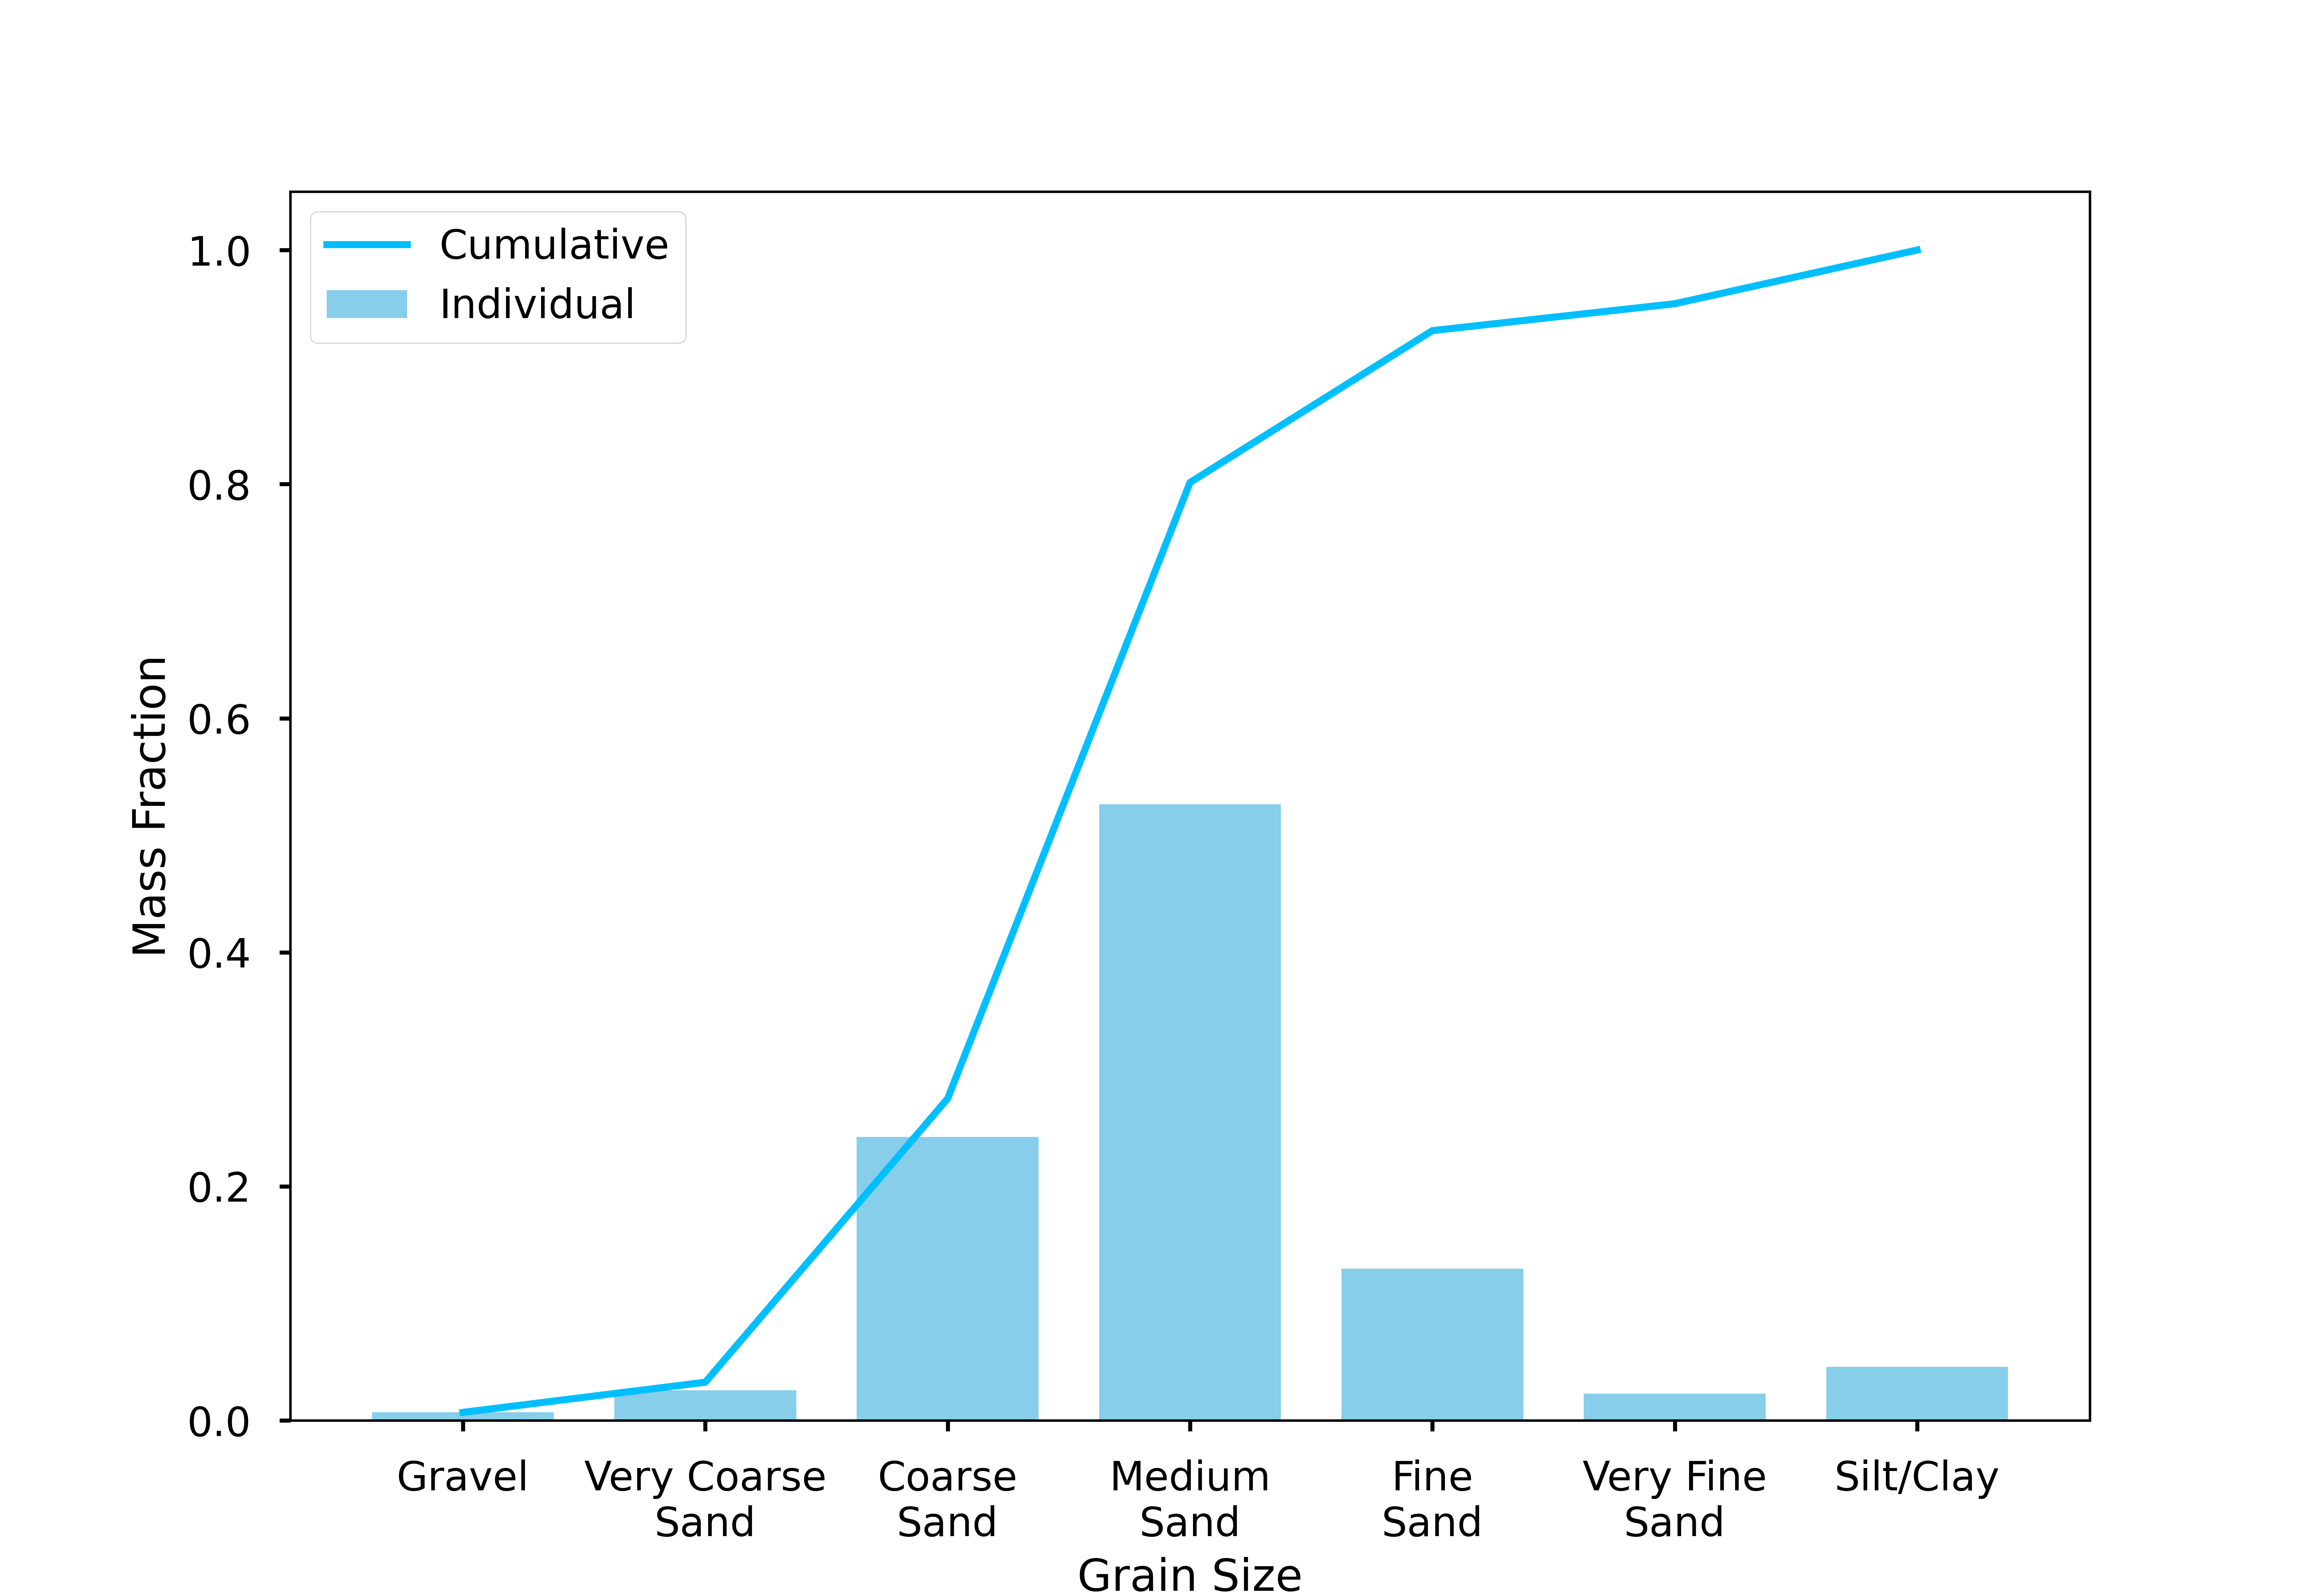 Cumulative
Individual
1.0
0.8
0.6
0.4
0.2
0.0
Mass Fraction
Gravel
Very Coarse
Sand
Coarse
Sand
Medium
Sand
Fine
Sand
Very Fine
Sand
Silt/Clay
Grain Size